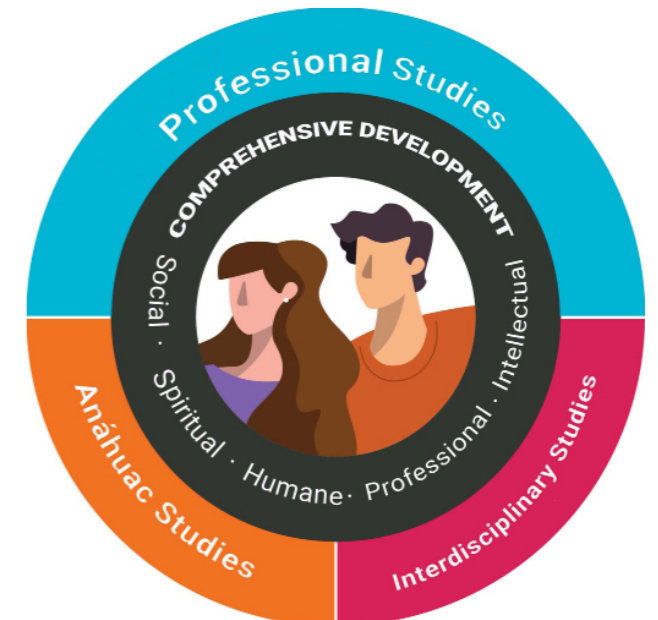 Professional Studies
COMPREHENSIVE DEVELOPMENT
Social · Spiritual · Humane · Professional · Intellectual
Anáhuac Studies
Interdisciplinary Studies